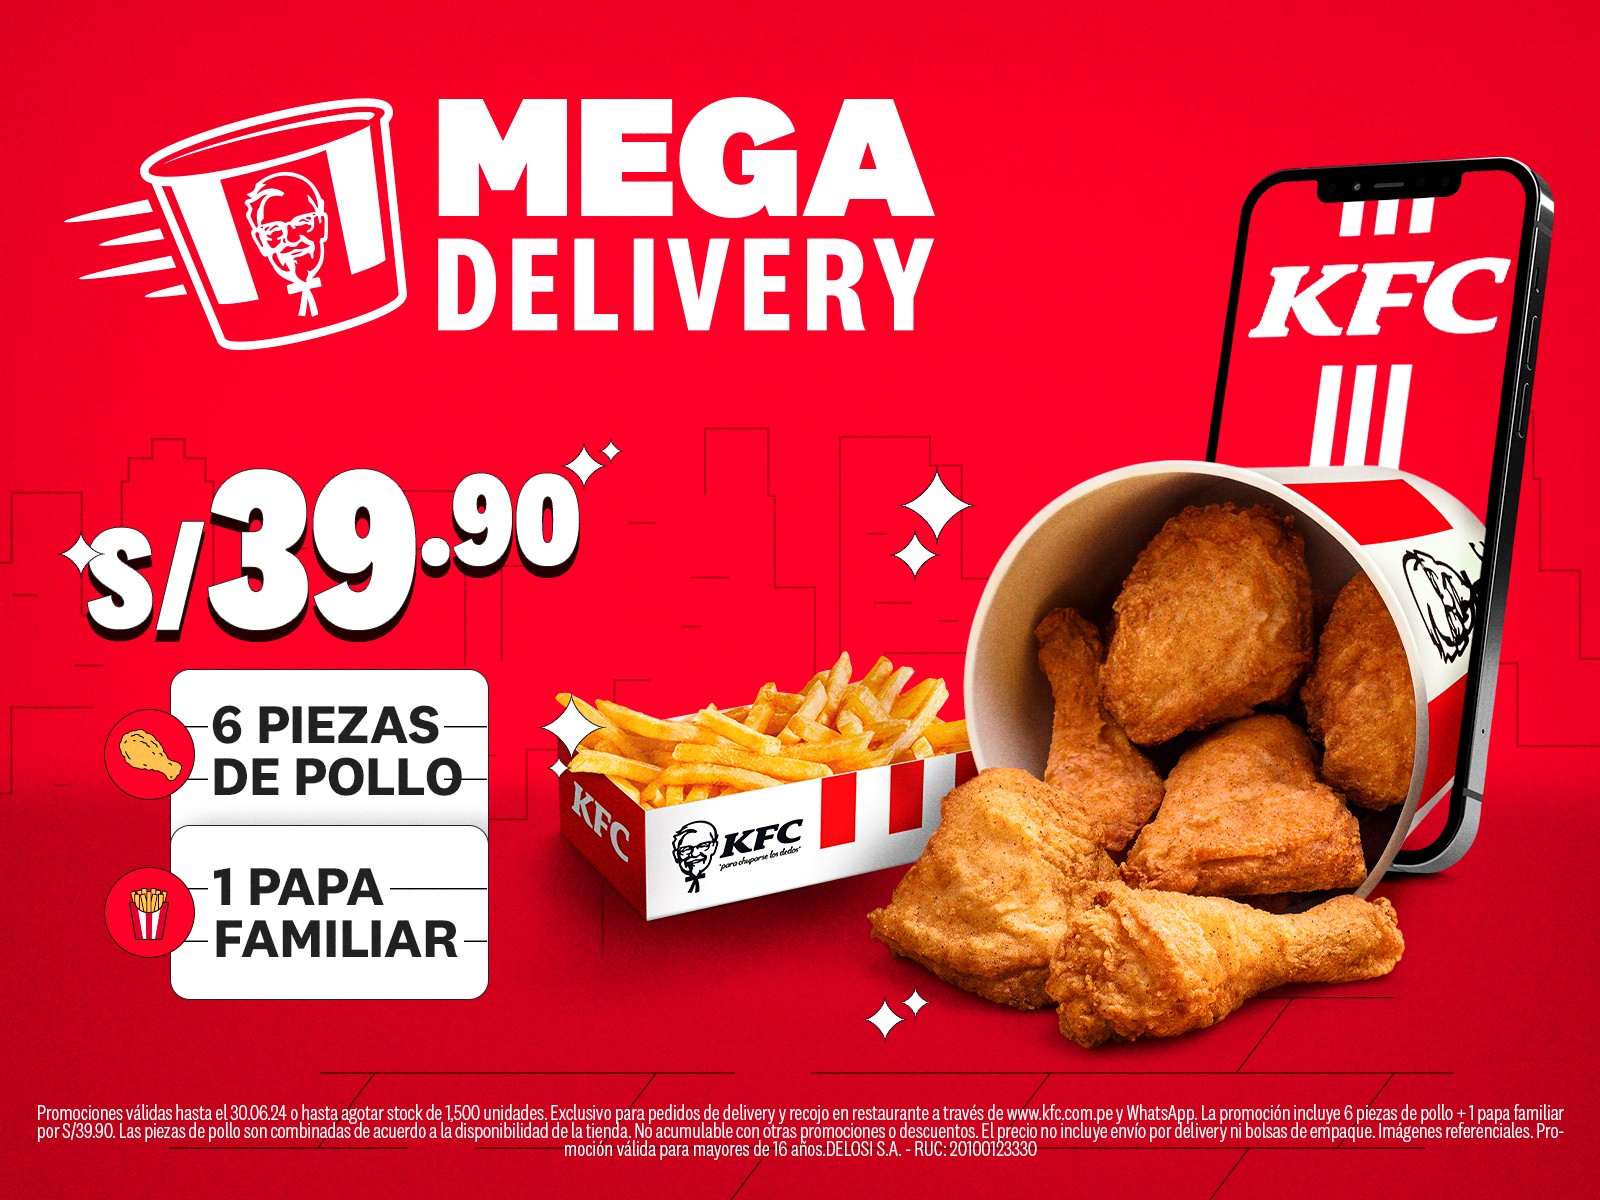 MEGA
DELIVERY
KFC
S/39.90
6 PIEZAS
DE POLLO
1 PAPA
FAMILIAR
KFC
KFC
"para chuparse los dedos"
Promociones válidas hasta el 30.06.24 o hasta agotar stock de 1,500 unidades. Exclusivo para pedidos de delivery y recojo en restaurante a través de www.kfc.com.pe y WhatsApp. La promoción incluye 6 piezas de pollo + 1 papa familiar
por S/39.90. Las piezas de pollo son combinadas de acuerdo a la disponibilidad de la tienda. No acumulable con otras promociones o descuentos. El precio no incluye envío por delivery ni bolsas de empaque. Imágenes referenciales. Pro-
moción válida para mayores de 16 años.DELOSI S.A. - RUC: 20100123330